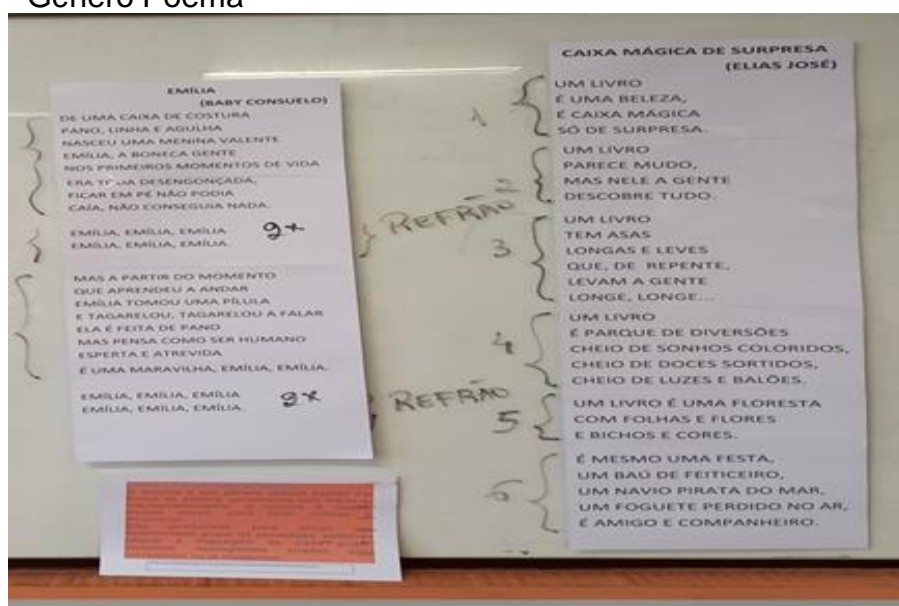 Gênero Poema
EMÍLIA
(BABY CONSUELO)
DE UMA CAIXA DE COSTURA
PANO, LINHA E AGULHA
NASCEU UMA MENINA VALENTE
EMÍLIA, A BONECA GENTE
NOS PRIMEIROS MOMENTOS DE VIDA
ERA DESENGONÇADA,
FICAR EM PÉ NÃO PODIA
CAÍA, NÃO CONSEGUIA NADA.
EMÍLIA, EMÍLIA, EMÍLIA
EMÍLIA, EMÍLIA, EMÍLIA.
2x
REFRÃO
MAS A PARTIR DO MOMENTO
QUE APRENDEU A ANDAR
EMÍLIA TOMOU UMA PÍLULA
E TAGARELOU, TAGARELOU A FALAR
ELA É FEITA DE PANO
MAS PENSA COMO SER HUMANO
ESPERTA E ATREVIDA
É UMA MARAVILHA, EMÍLIA, EMÍLIA.
EMÍLIA, EMÍLIA, EMÍLIA
EMÍLIA, EMÍLIA, EMÍLIA.
2x
REFRÃO
CAIXA MÁGICA DE SURPRESA
(ELIAS JOSÉ)
1
UM LIVRO
É UMA BELEZA,
É CAIXA MÁGICA
SÓ DE SURPRESA.
2
UM LIVRO
PARECE MUDO,
MAS NELE A GENTE
DESCOBRE TUDO.
3
UM LIVRO
TEM ASAS
LONGAS E LEVES
QUE, DE REPENTE,
LEVAM A GENTE
LONGE, LONGE...
4
UM LIVRO
É PARQUE DE DIVERSÕES
CHEIO DE SONHOS COLORIDOS,
CHEIO DE DOCES SORTIDOS,
CHEIO DE LUZES E BALÕES.
5
UM LIVRO É UMA FLORESTA
COM FOLHAS E FLORES
E BICHOS E CORES.
6
É MESMO UMA FESTA,
UM BAÚ DE FEITICEIRO,
UM NAVIO PIRATA DO MAR,
UM FOGUETE PERDIDO NO AR,
É AMIGO E COMPANHEIRO.